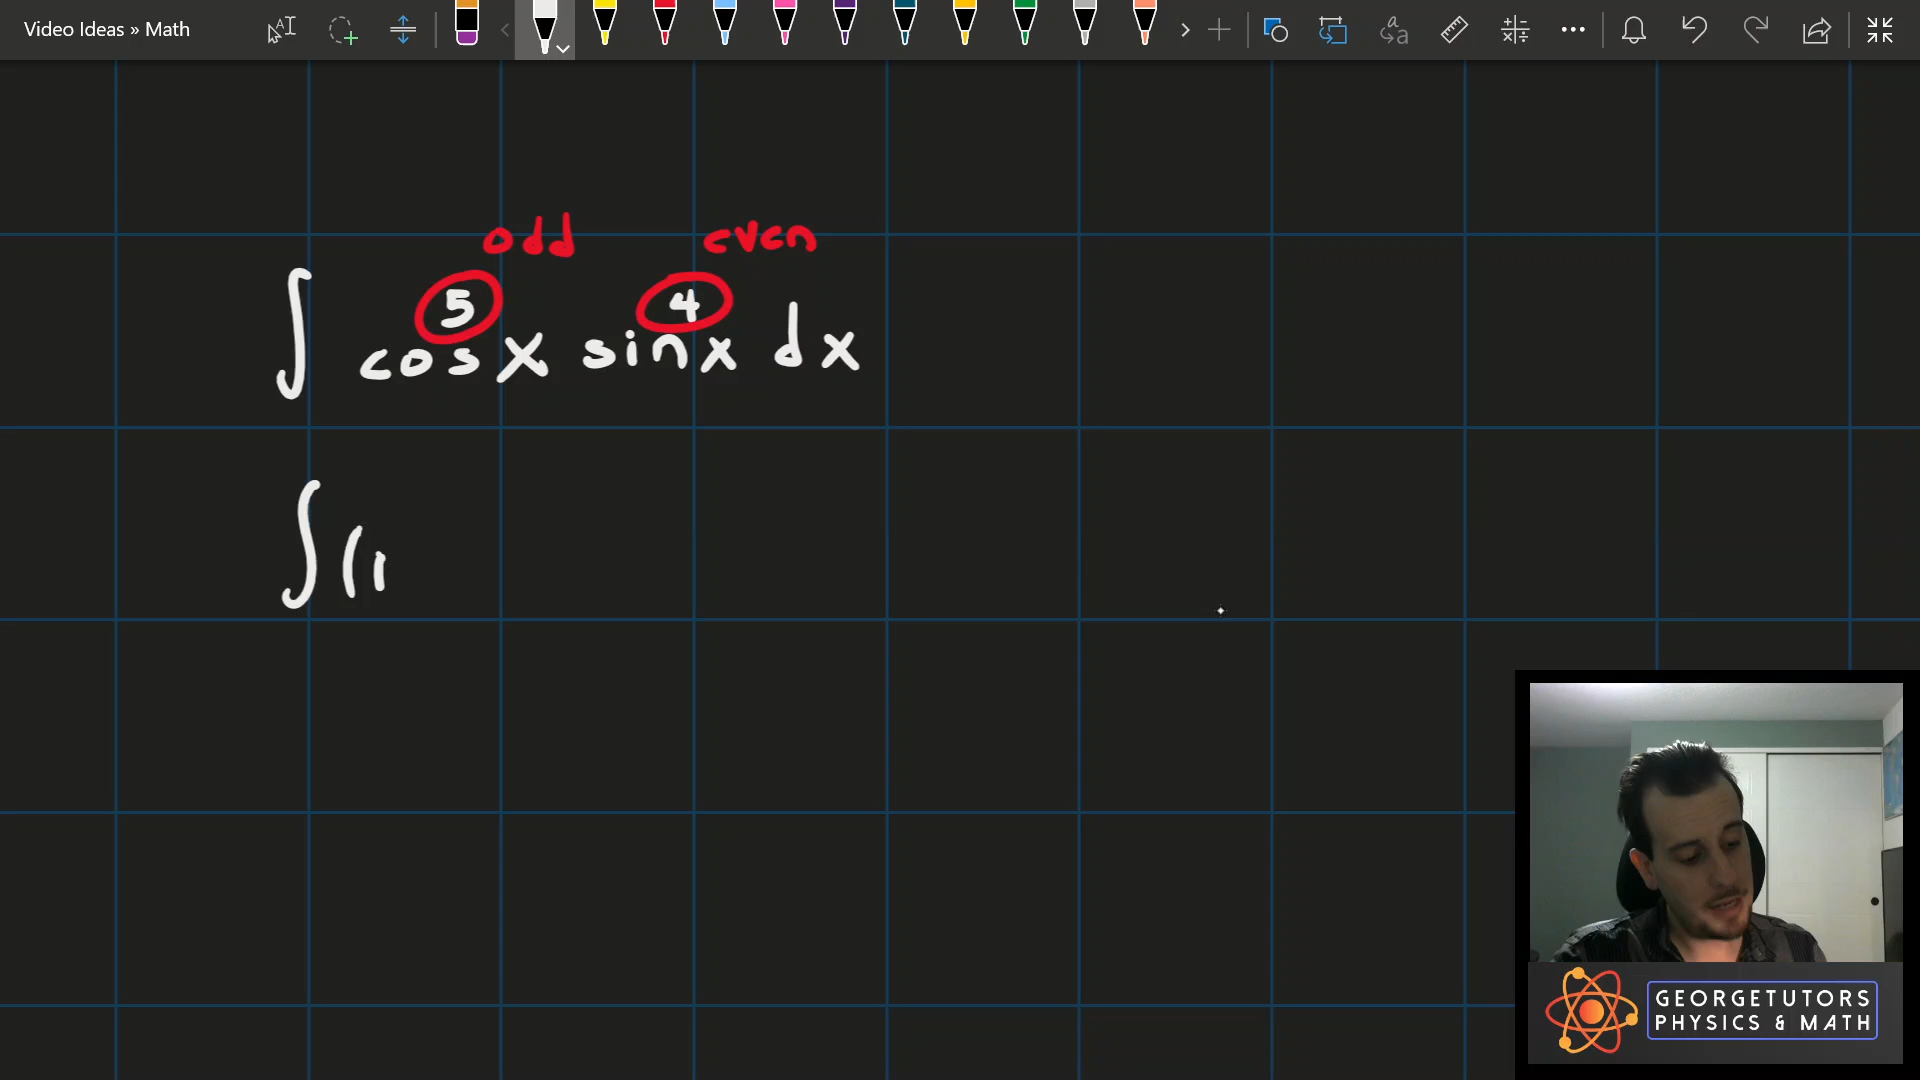 Video Ideas » Math
odd even
∫ cos⁵x sin⁴x dx
∫(1
GEORGETUTORS
PHYSICS & MATH